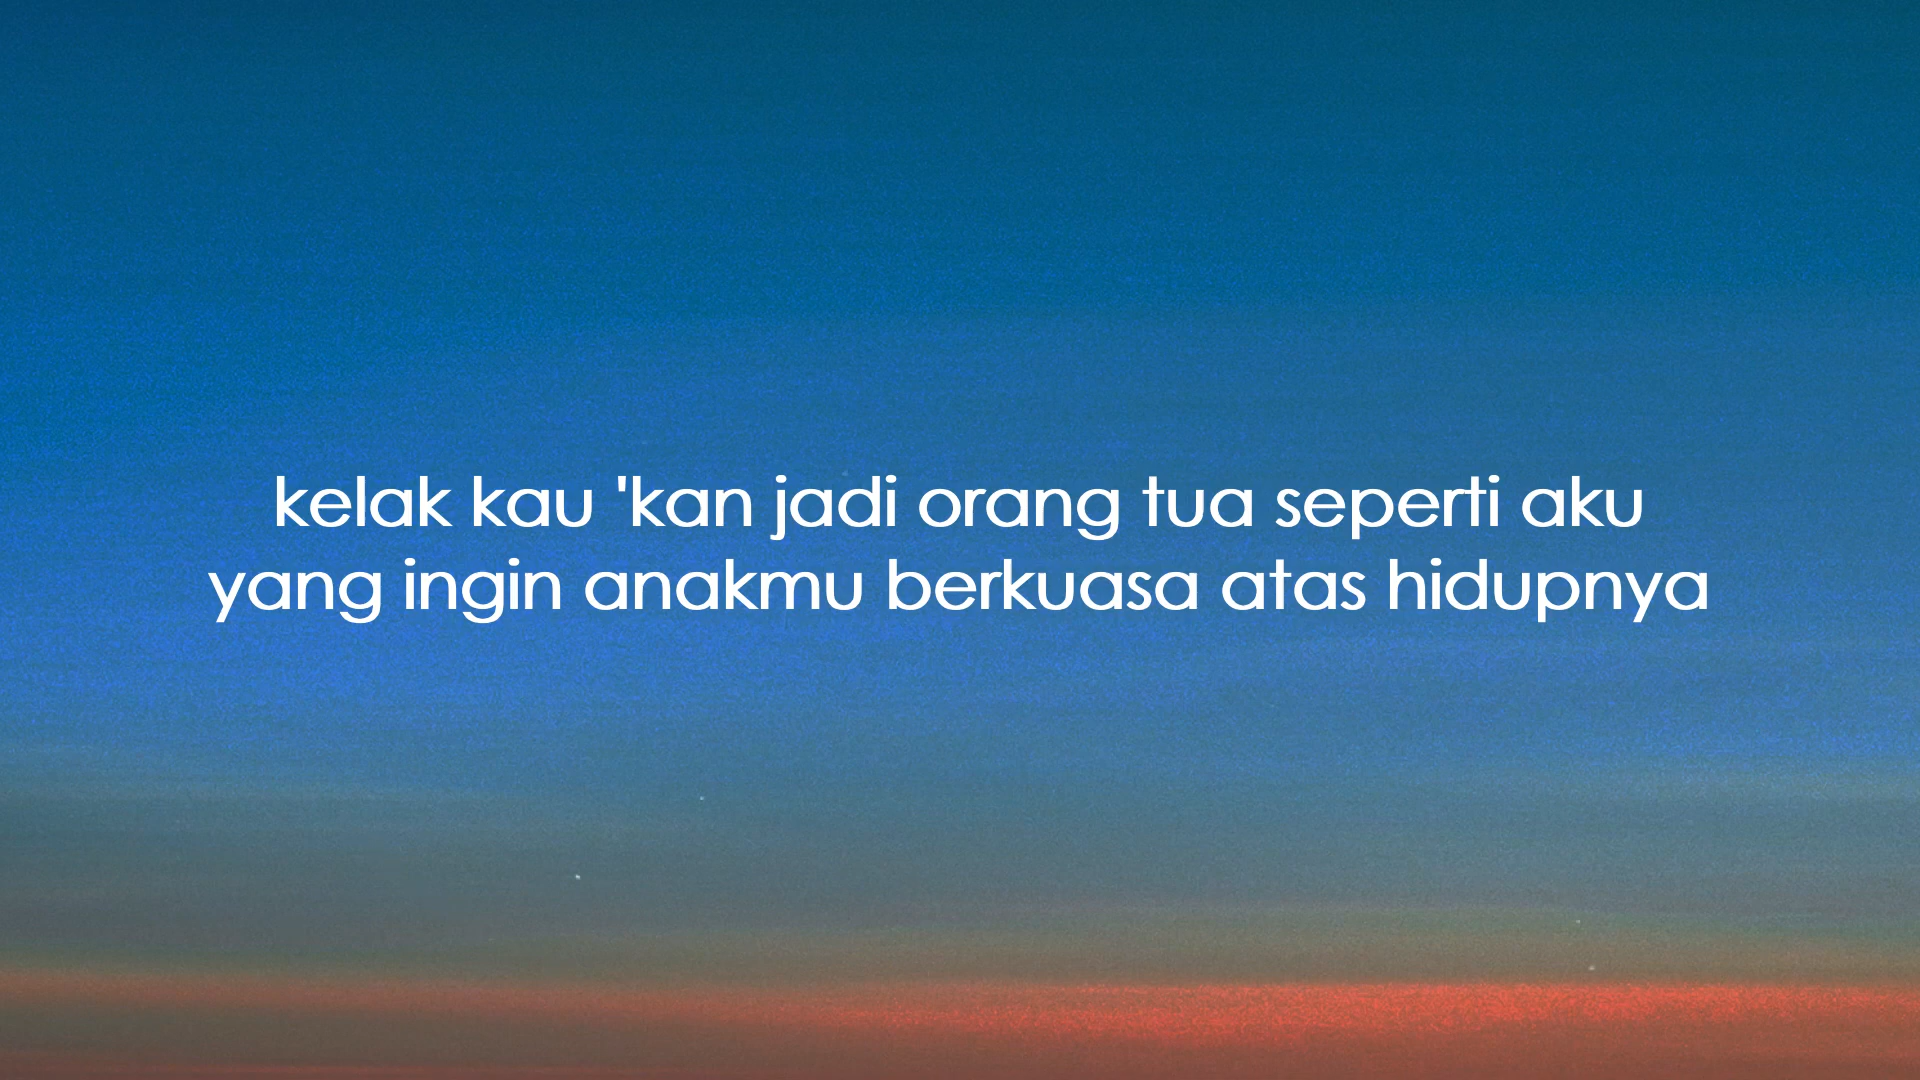 kelak kau 'kan jadi orang tua seperti aku
yang ingin anakmu berkuasa atas hidupnya